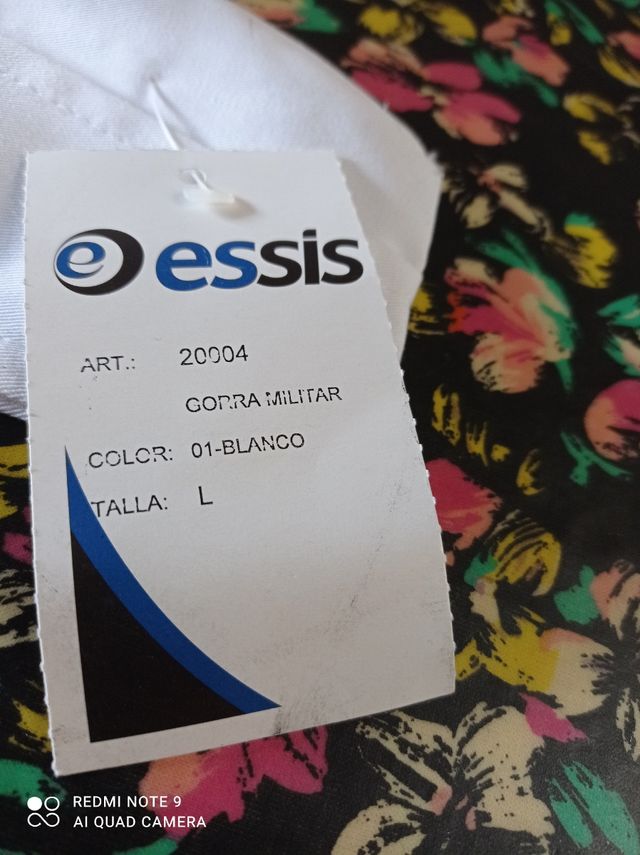 e essis
ART.: 20004
GORRA MILITAR
COLOR: 01-BLANCO
TALLA: L
REDMI NOTE 9
AI QUAD CAMERA